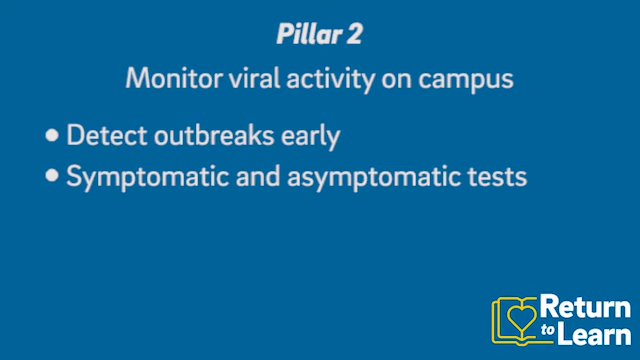 Pillar 2
Monitor viral activity on campus
• Detect outbreaks early
• Symptomatic and asymptomatic tests
Return
to Learn